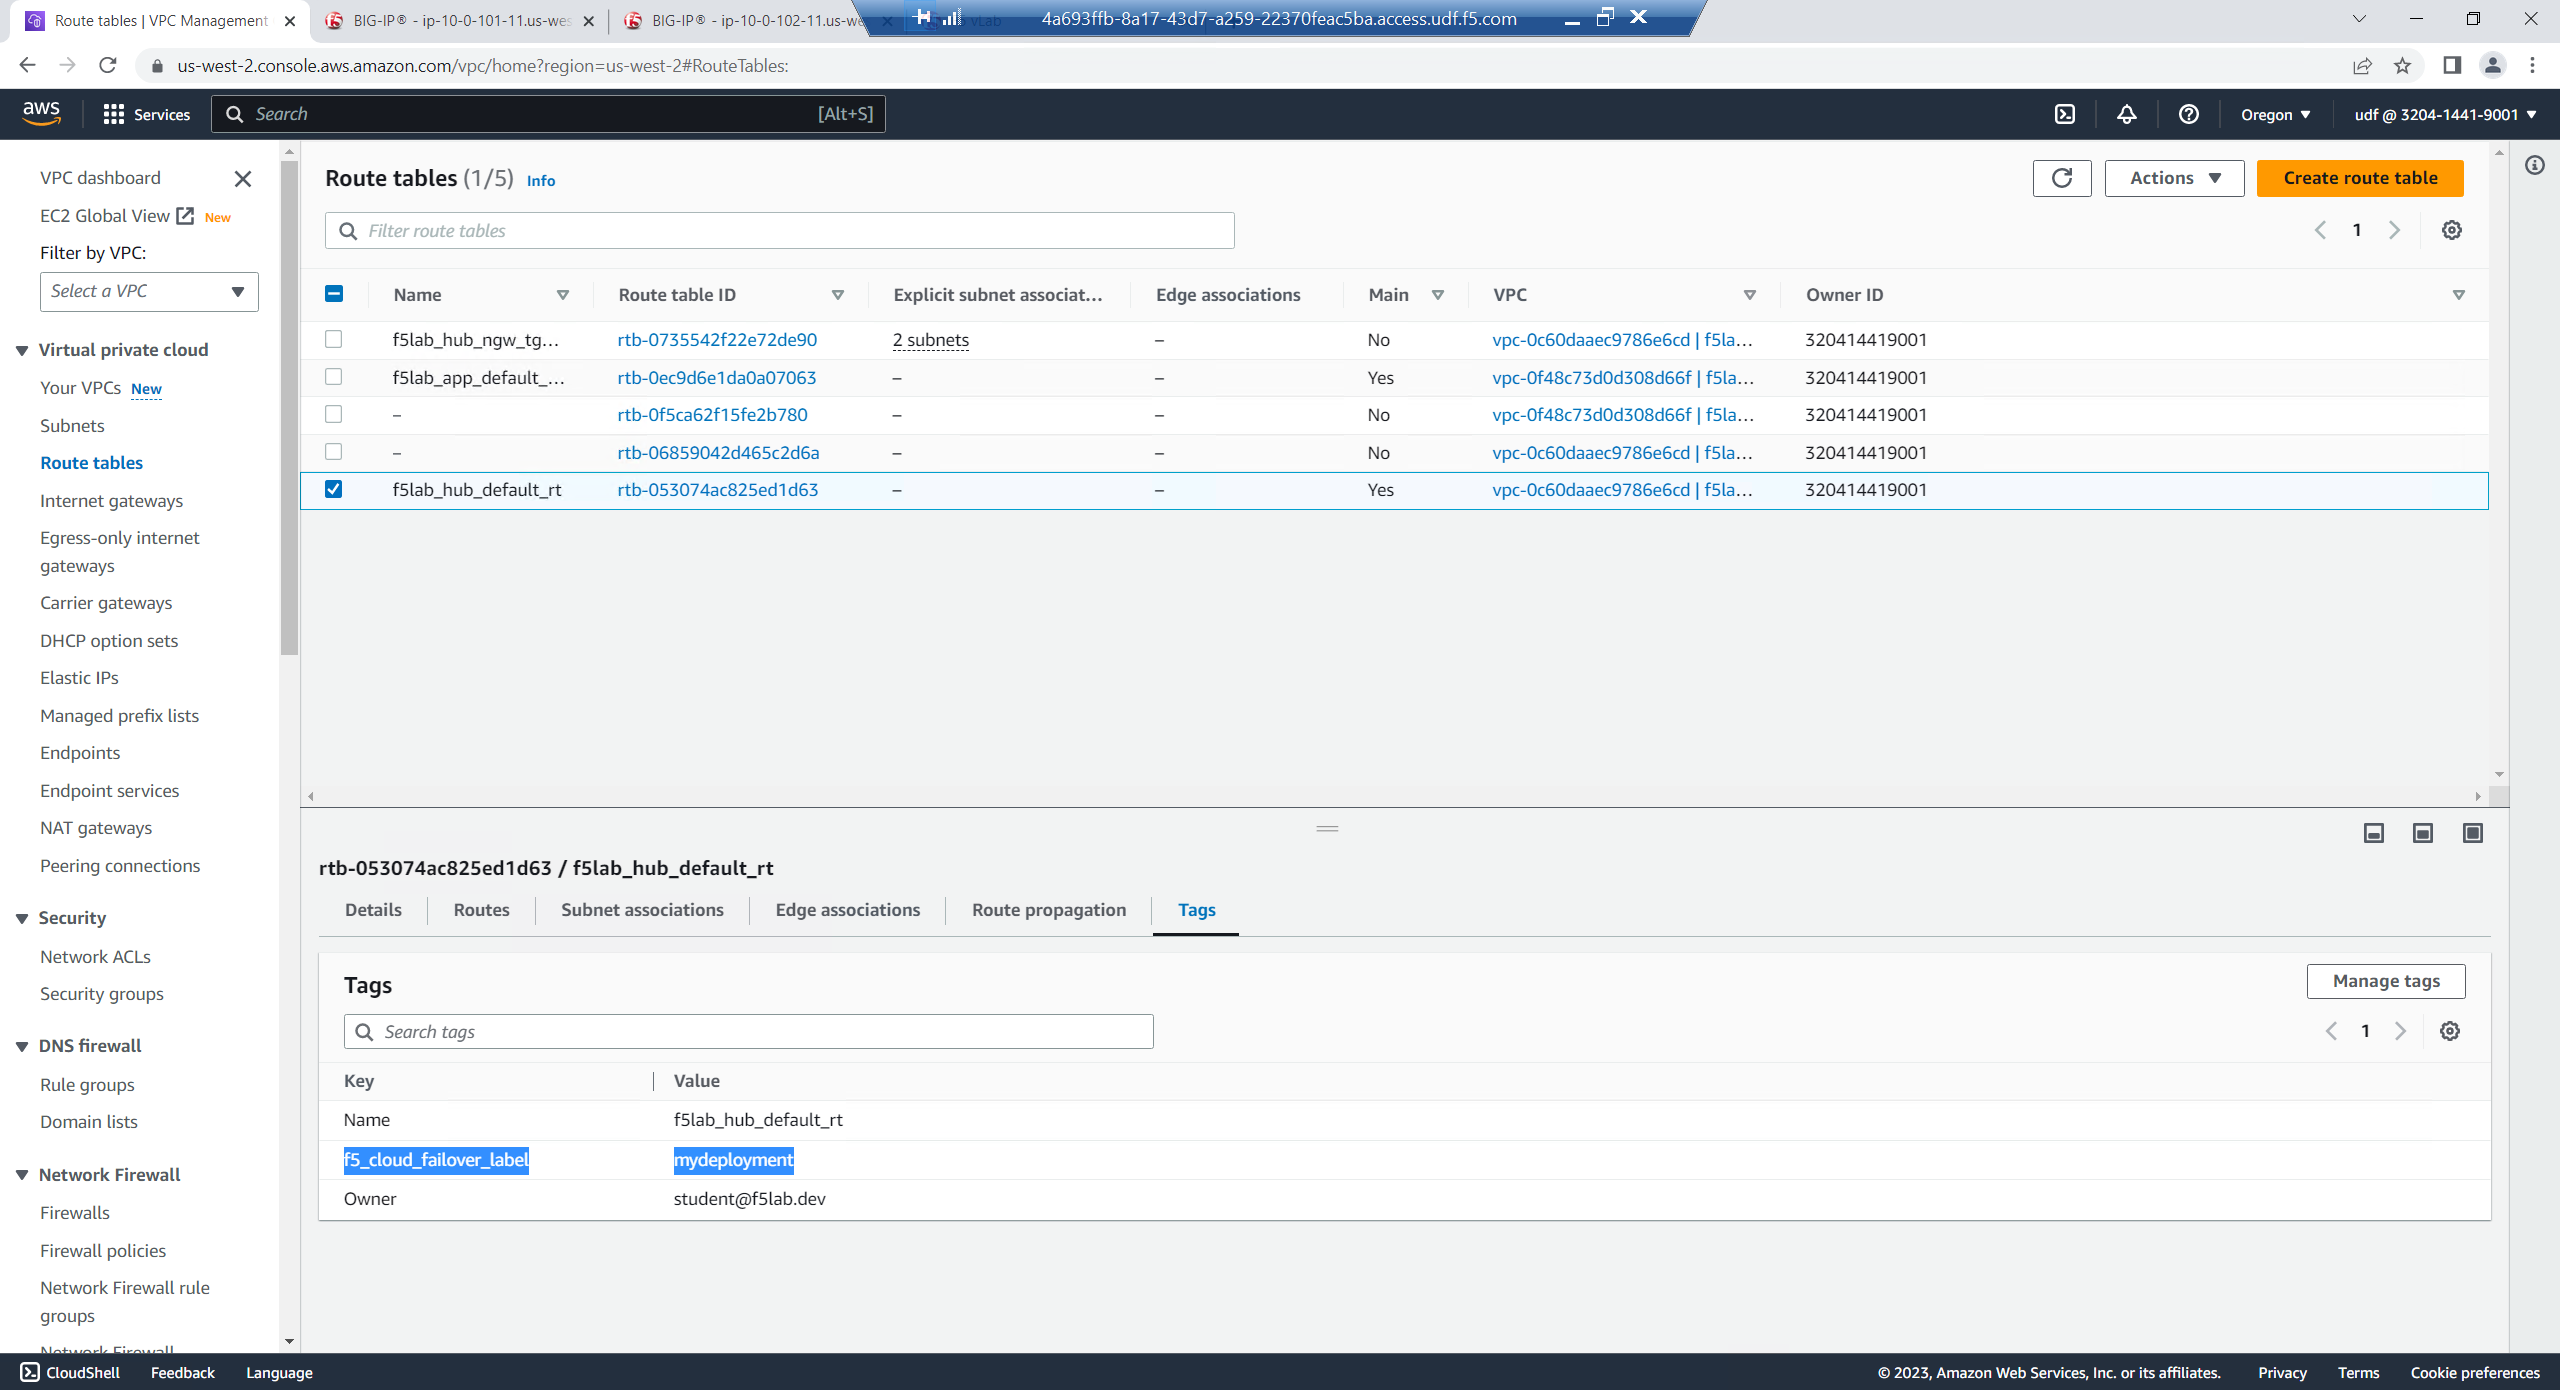 Route tables | VPC Management
BIG-IP® - ip-10-0-101-11.us-wes
BIG-IP® - ip-10-0-102-11.us-we
vLab
4a693ffb-8a17-43d7-a259-22370feac5ba.access.udf.f5.com
us-west-2.console.aws.amazon.com/vpc/home?region=us-west-2#RouteTables:
aws
Services
Search
[Alt+S]
Oregon
udf @ 3204-1441-9001
VPC dashboard
EC2 Global View New
Filter by VPC:
Select a VPC
Virtual private cloud
Your VPCs New
Subnets
Route tables
Internet gateways
Egress-only internet
gateways
Carrier gateways
DHCP option sets
Elastic IPs
Managed prefix lists
Endpoints
Endpoint services
NAT gateways
Peering connections
Security
Network ACLs
Security groups
DNS firewall
Rule groups
Domain lists
Network Firewall
Firewalls
Firewall policies
Network Firewall rule
groups
Network Firewall
Route tables (1/5) Info
Actions
Create route table
Filter route tables
1
Name Route table ID Explicit subnet associat... Edge associations Main VPC Owner ID
f5lab_hub_ngw_tg... rtb-0735542f22e72de90 2 subnets – No vpc-0c60daaec9786e6cd | f5la... 320414419001
f5lab_app_default_... rtb-0ec9d6e1da0a07063 – – Yes vpc-0f48c73d0d308d66f | f5la... 320414419001
– rtb-0f5ca62f15fe2b780 – – No vpc-0f48c73d0d308d66f | f5la... 320414419001
– rtb-06859042d465c2d6a – – No vpc-0c60daaec9786e6cd | f5la... 320414419001
f5lab_hub_default_rt rtb-053074ac825ed1d63 – – Yes vpc-0c60daaec9786e6cd | f5la... 320414419001
rtb-053074ac825ed1d63 / f5lab_hub_default_rt
Details Routes Subnet associations Edge associations Route propagation Tags
Tags
Manage tags
Search tags
1
Key Value
Name f5lab_hub_default_rt
f5_cloud_failover_label mydeployment
Owner student@f5lab.dev
CloudShell Feedback Language
© 2023, Amazon Web Services, Inc. or its affiliates. Privacy Terms Cookie preferences